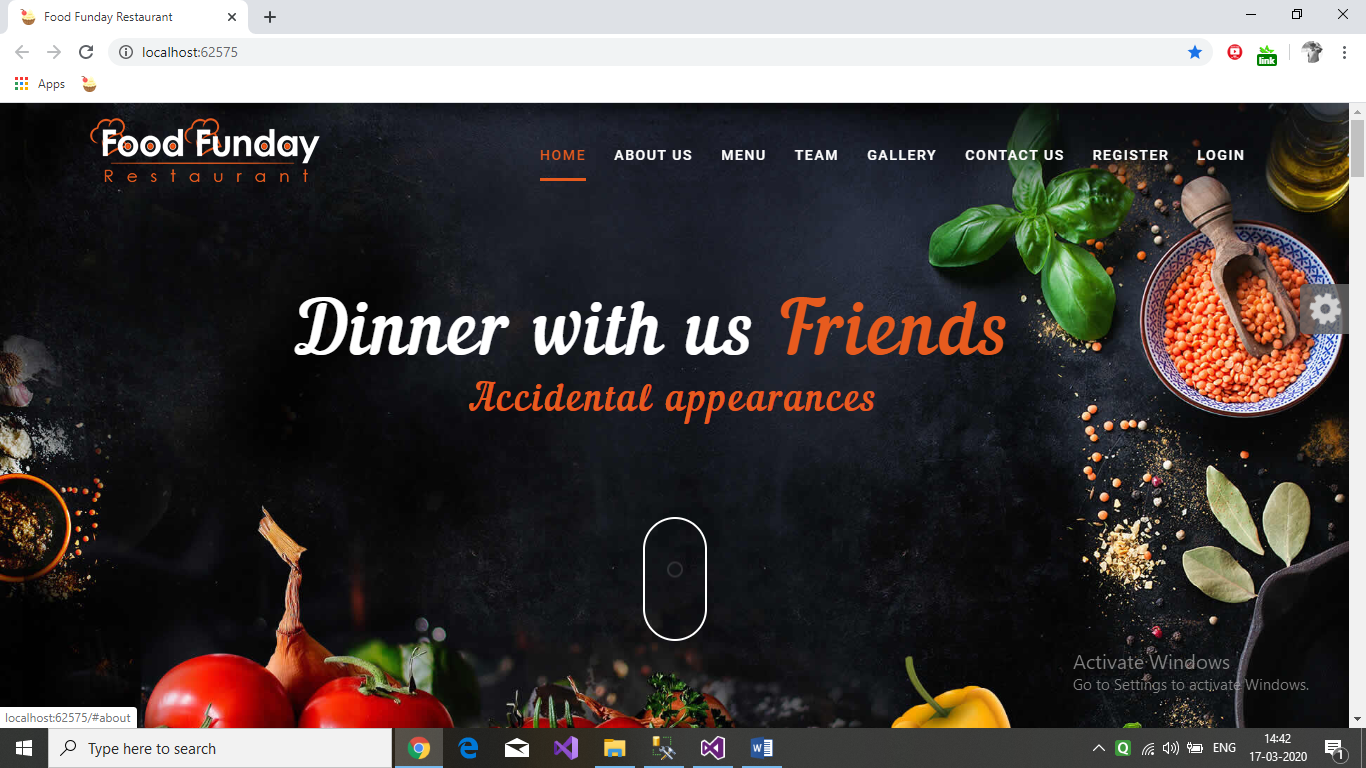 Food Funday Restaurant
localhost:62575
link
Apps
Food Funday
Restaurant
HOME ABOUT US MENU TEAM GALLERY CONTACT US REGISTER LOGIN
Dinner with us Friends
Accidental appearances
Activate Windows
Go to Settings to activate Windows.
localhost:62575/#about
Type here to search
ENG
14:42
17-03-2020
1